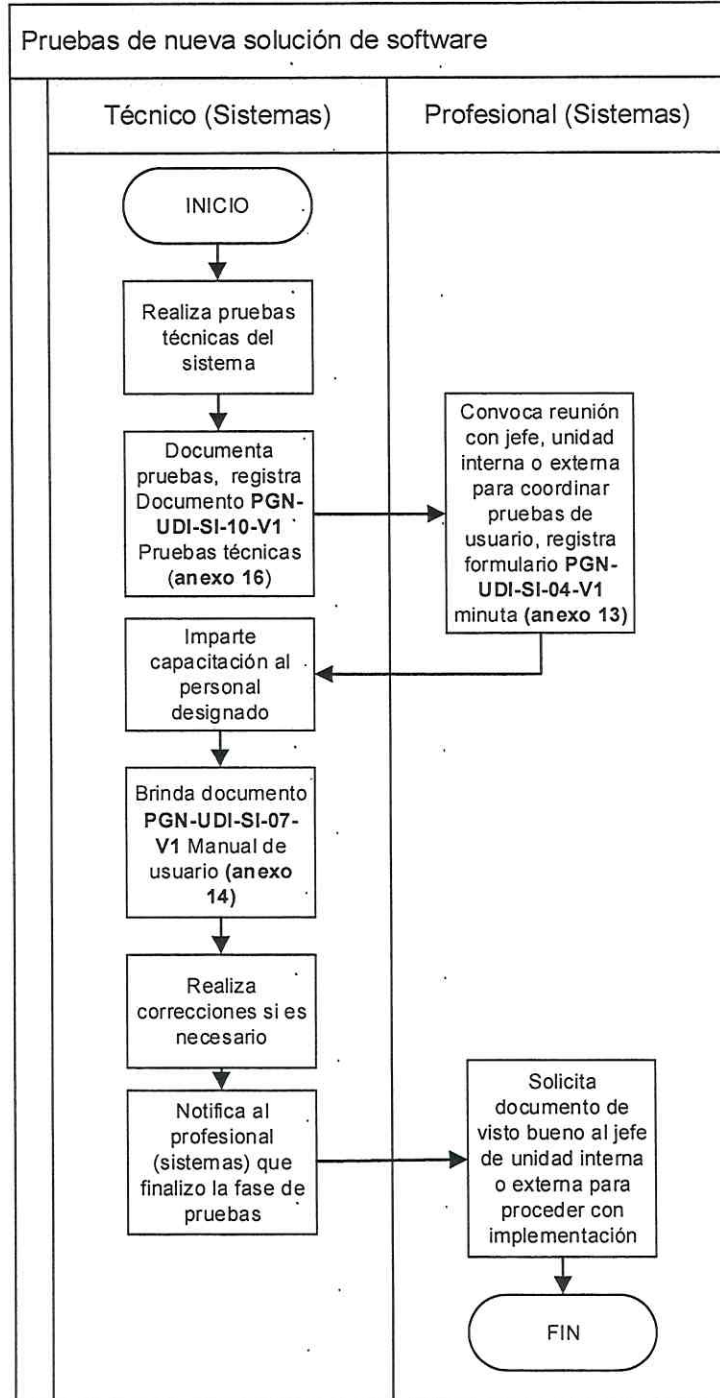 Pruebas de nueva solución de software
Técnico (Sistemas)
Profesional (Sistemas)
INICIO
Realiza pruebas
técnicas del
sistema
Documenta
pruebas, registra
Documento PGN-
UDI-SI-10-V1
Pruebas técnicas
(anexo 16)
Convoca reunión
con jefe, unidad
interna o externa
para coordinar
pruebas de
usuario, registra
formulario PGN-
UDI-SI-04-V1
minuta (anexo 13)
Imparte
capacitación al
personal
designado
Brinda documento
PGN-UDI-SI-07-
V1 Manual de
usuario (anexo
14)
Realiza
correcciones si es
necesario
Notifica al
profesional
(sistemas) que
finalizo la fase de
pruebas
Solicita
documento de
visto bueno al jefe
de unidad interna
o externa para
proceder con
implementación
FIN